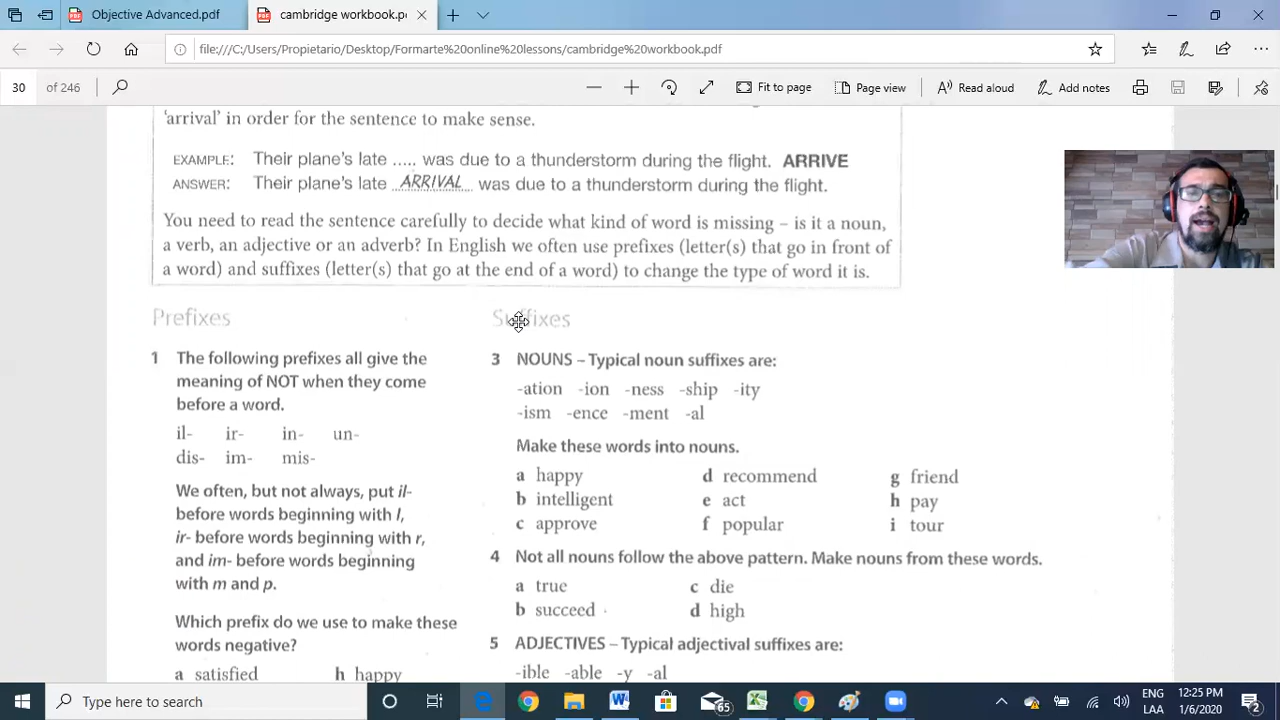 Objective Advanced.pdf
cambridge workbook.pdf
file:///C:/Users/Propietario/Desktop/Formarte%20online%20lessons/cambridge%20workbook.pdf
30 of 246
Fit to page
Page view
Read aloud
Add notes
'arrival' in order for the sentence to make sense.
EXAMPLE: Their plane's late ..... was due to a thunderstorm during the flight. ARRIVE
ANSWER: Their plane's late ARRIVAL was due to a thunderstorm during the flight.
You need to read the sentence carefully to decide what kind of word is missing – is it a noun,
a verb, an adjective or an adverb? In English we often use prefixes (letter(s) that go in front of
a word) and suffixes (letter(s) that go at the end of a word) to change the type of word it is.
Prefixes
1 The following prefixes all give the
meaning of NOT when they come
before a word.
il- ir- in- un-
dis- im- mis-
We often, but not always, put il-
before words beginning with l,
ir- before words beginning with r,
and im- before words beginning
with m and p.
Which prefix do we use to make these
words negative?
a satisfied h happy
Suffixes
3 NOUNS – Typical noun suffixes are:
-ation -ion -ness -ship -ity
-ism -ence -ment -al
Make these words into nouns.
a happy d recommend g friend
b intelligent e act h pay
c approve f popular i tour
4 Not all nouns follow the above pattern. Make nouns from these words.
a true c die
b succeed d high
5 ADJECTIVES – Typical adjectival suffixes are:
-ible -able -y -al
Type here to search
65
ENG
LAA
12:25 PM
1/6/2020